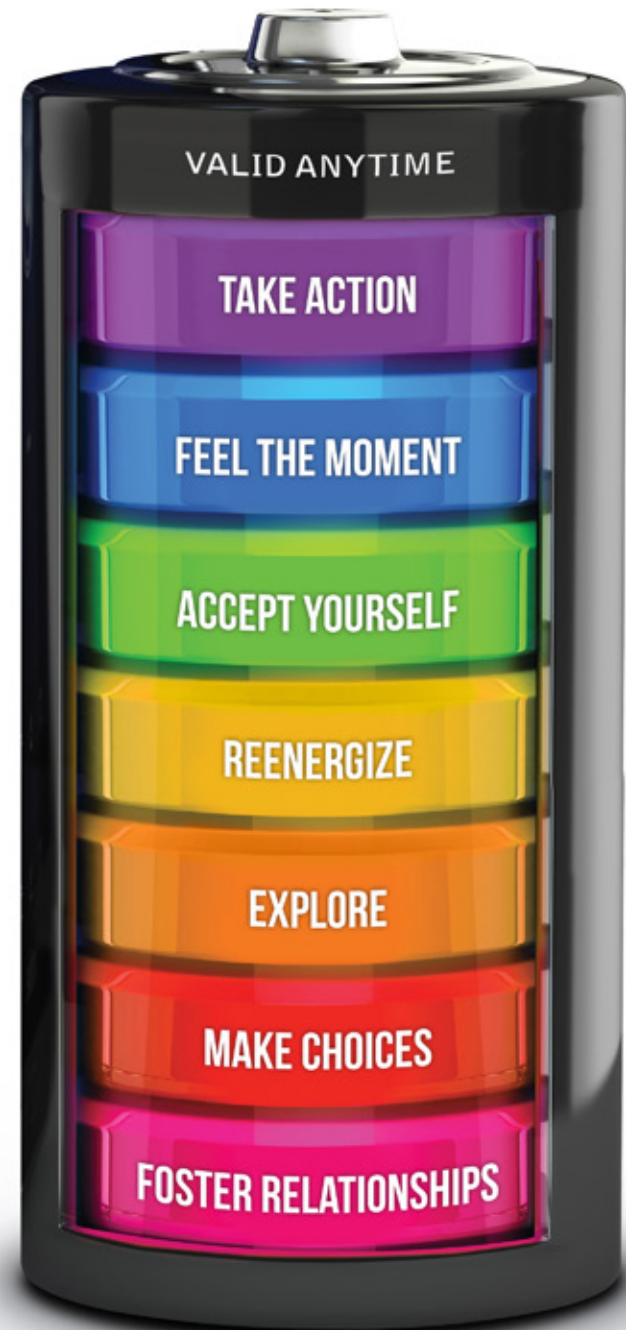 VALID ANYTIME
TAKE ACTION
FEEL THE MOMENT
ACCEPT YOURSELF
REENERGIZE
EXPLORE
MAKE CHOICES
FOSTER RELATIONSHIPS